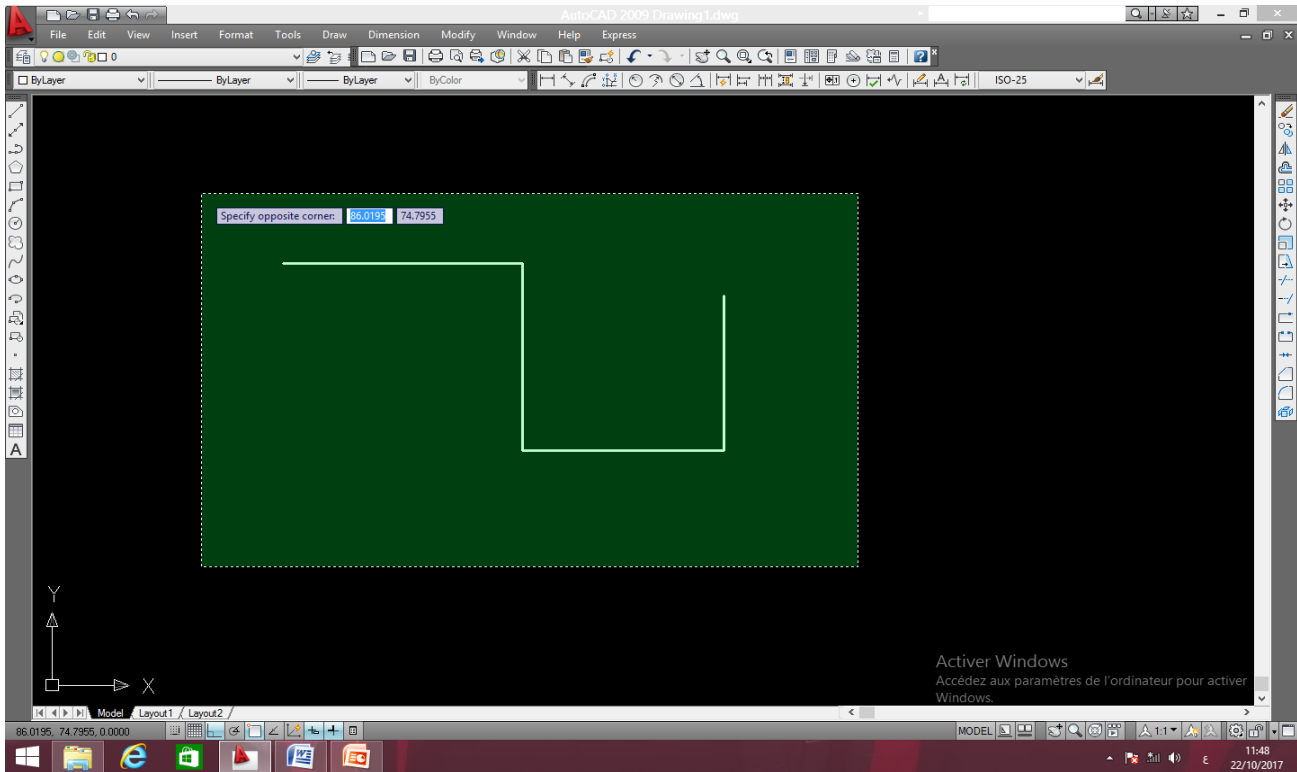 AutoCAD 2009 Drawing1.dwg
File Edit View Insert Format Tools Draw Dimension Modify Window Help Express
0
ByLayer ByLayer ByLayer ByColor ISO-25
Specify opposite corner: 86.0195 74.7955
A
Y
X
Activer Windows
Accédez aux paramètres de l'ordinateur pour activer
Windows.
Model Layout1 Layout2
86.0195, 74.7955, 0.0000 MODEL 1:1
ع 11:48
22/10/2017